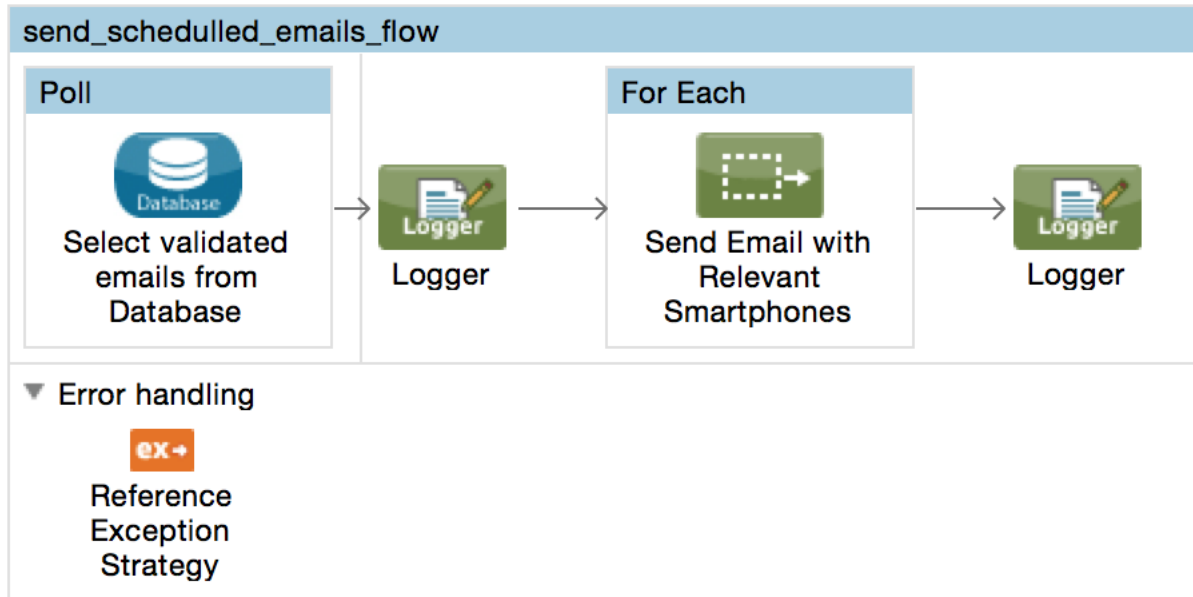 send_schedulled_emails_flow
Poll
Database
Select validated
emails from
Database
Logger
Logger
For Each
Send Email with
Relevant
Smartphones
Logger
Logger
Error handling
ex
Reference
Exception
Strategy